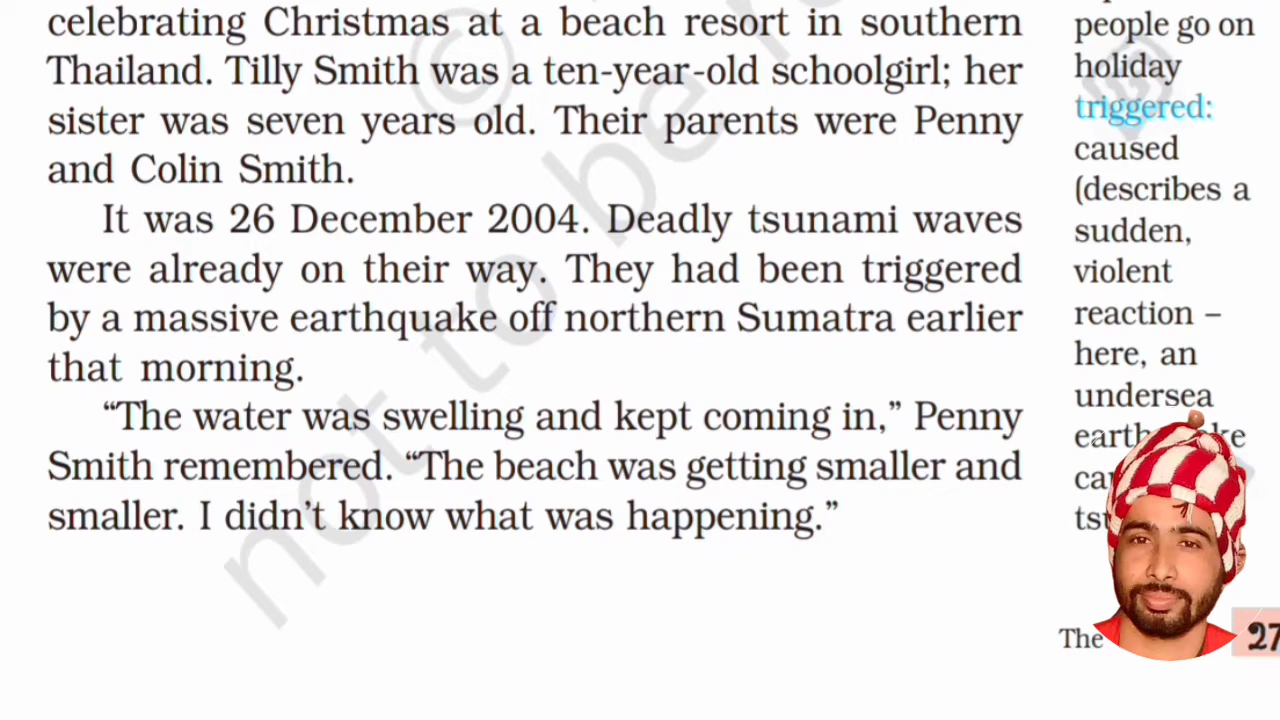 celebrating Christmas at a beach resort in southern
Thailand. Tilly Smith was a ten-year-old schoolgirl; her
sister was seven years old. Their parents were Penny
and Colin Smith.
It was 26 December 2004. Deadly tsunami waves
were already on their way. They had been triggered
by a massive earthquake off northern Sumatra earlier
that morning.
“The water was swelling and kept coming in,” Penny
Smith remembered. “The beach was getting smaller and
smaller. I didn’t know what was happening.”
people go on
holiday
triggered:
caused
(describes a
sudden,
violent
reaction –
here, an
undersea
The
27
©
not to be